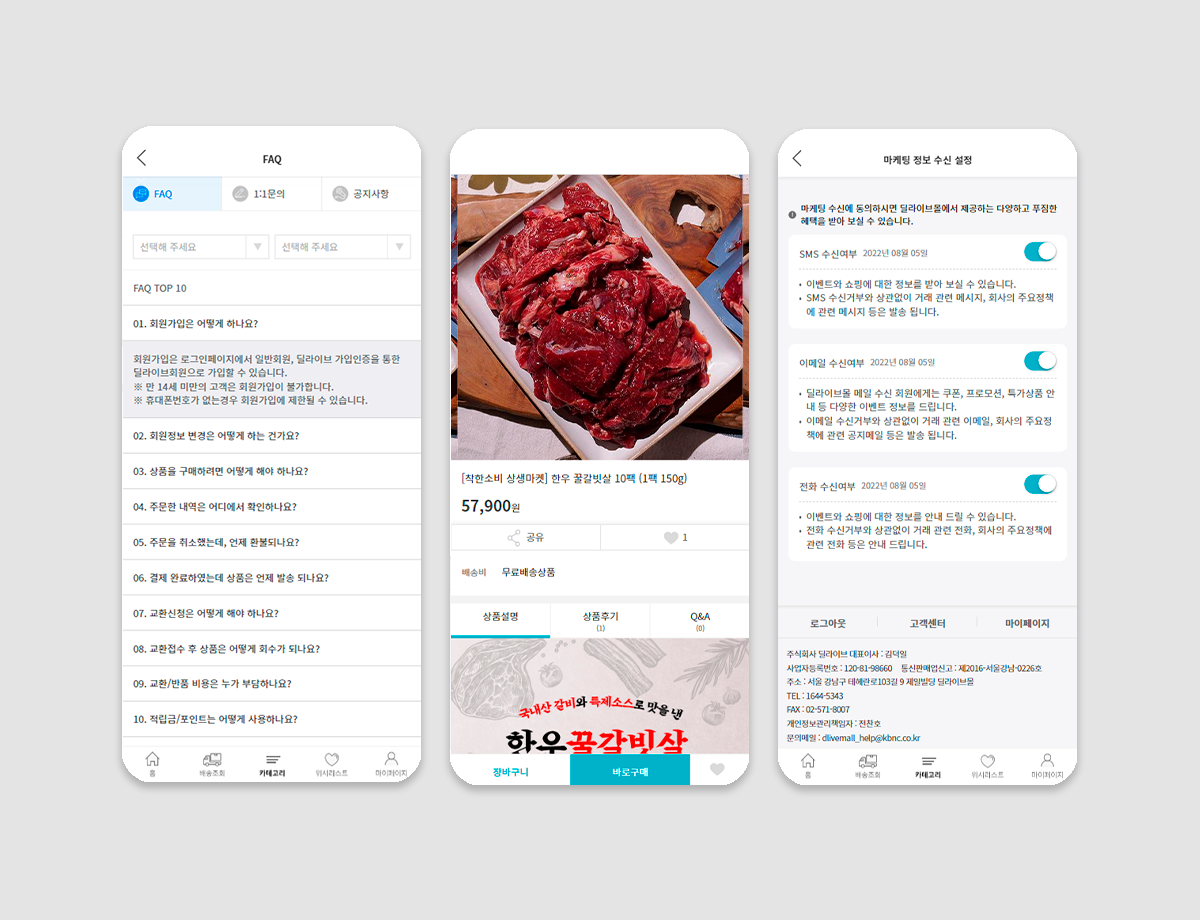 FAQ
FAQ
1:1문의
공지사항
선택해 주세요
선택해 주세요
FAQ TOP 10
01. 회원가입은 어떻게 하나요?
회원가입은 로그인페이지에서 일반회원, 딜라이브 가입인증을 통한
딜라이브회원으로 가입할 수 있습니다.
※ 만 14세 미만의 고객은 회원가입이 불가합니다.
※ 휴대폰번호가 없는경우 회원가입에 제한될 수 있습니다.
02. 회원정보 변경은 어떻게 하는 건가요?
03. 상품을 구매하려면 어떻게 해야 하나요?
04. 주문한 내역은 어디에서 확인하나요?
05. 주문을 취소했는데, 언제 환불되나요?
06. 결제 완료하였는데 상품은 언제 발송 되나요?
07. 교환신청은 어떻게 해야 하나요?
08. 교환접수 후 상품은 어떻게 회수가 되나요?
09. 교환/반품 비용은 누가 부담하나요?
10. 적립금/포인트는 어떻게 사용하나요?
홈
배송조회
카테고리
위시리스트
마이페이지
[착한소비 상생마켓] 한우 꿀갈빗살 10팩 (1팩 150g)
57,900원
공유
1
배송비 무료배송상품
상품설명
상품후기
(1)
Q&A
(0)
국내산 갈비와 특제소스로 맛을 낸
한우꿀갈빗살
장바구니
바로구매
마케팅 정보 수신 설정
마케팅 수신에 동의하시면 딜라이브몰에서 제공하는 다양하고 푸짐한
혜택을 받아 보실 수 있습니다.
SMS 수신여부 2022년 08월 05일
• 이벤트와 쇼핑에 대한 정보를 받아 보실 수 있습니다.
• SMS 수신거부와 상관없이 거래 관련 메시지, 회사의 주요정책
에 관련 메시지 등은 발송 됩니다.
이메일 수신여부 2022년 08월 05일
• 딜라이브몰 메일 수신 회원에게는 쿠폰, 프로모션, 특가상품 안
내 등 다양한 이벤트 정보를 드립니다.
• 이메일 수신거부와 상관없이 거래 관련 이메일, 회사의 주요정
책에 관련 공지메일 등은 발송 됩니다.
전화 수신여부 2022년 08월 05일
• 이벤트와 쇼핑에 대한 정보를 안내 드릴 수 있습니다.
• 전화 수신거부와 상관없이 거래 관련 전화, 회사의 주요정책에
관련 전화 등은 안내 드립니다.
로그아웃
고객센터
마이페이지
주식회사 딜라이브 대표이사 : 김덕일
사업자등록번호 : 120-81-98660 통신판매업신고 : 제2016-서울강남-0226호
주소 : 서울 강남구 테헤란로103길 9 제일빌딩 딜라이브몰
TEL : 1644-5343
FAX : 02-571-8007
개인정보관리책임자 : 진찬호
문의메일 : dlivemall_help@kbnc.co.kr
홈
배송조회
카테고리
위시리스트
마이페이지